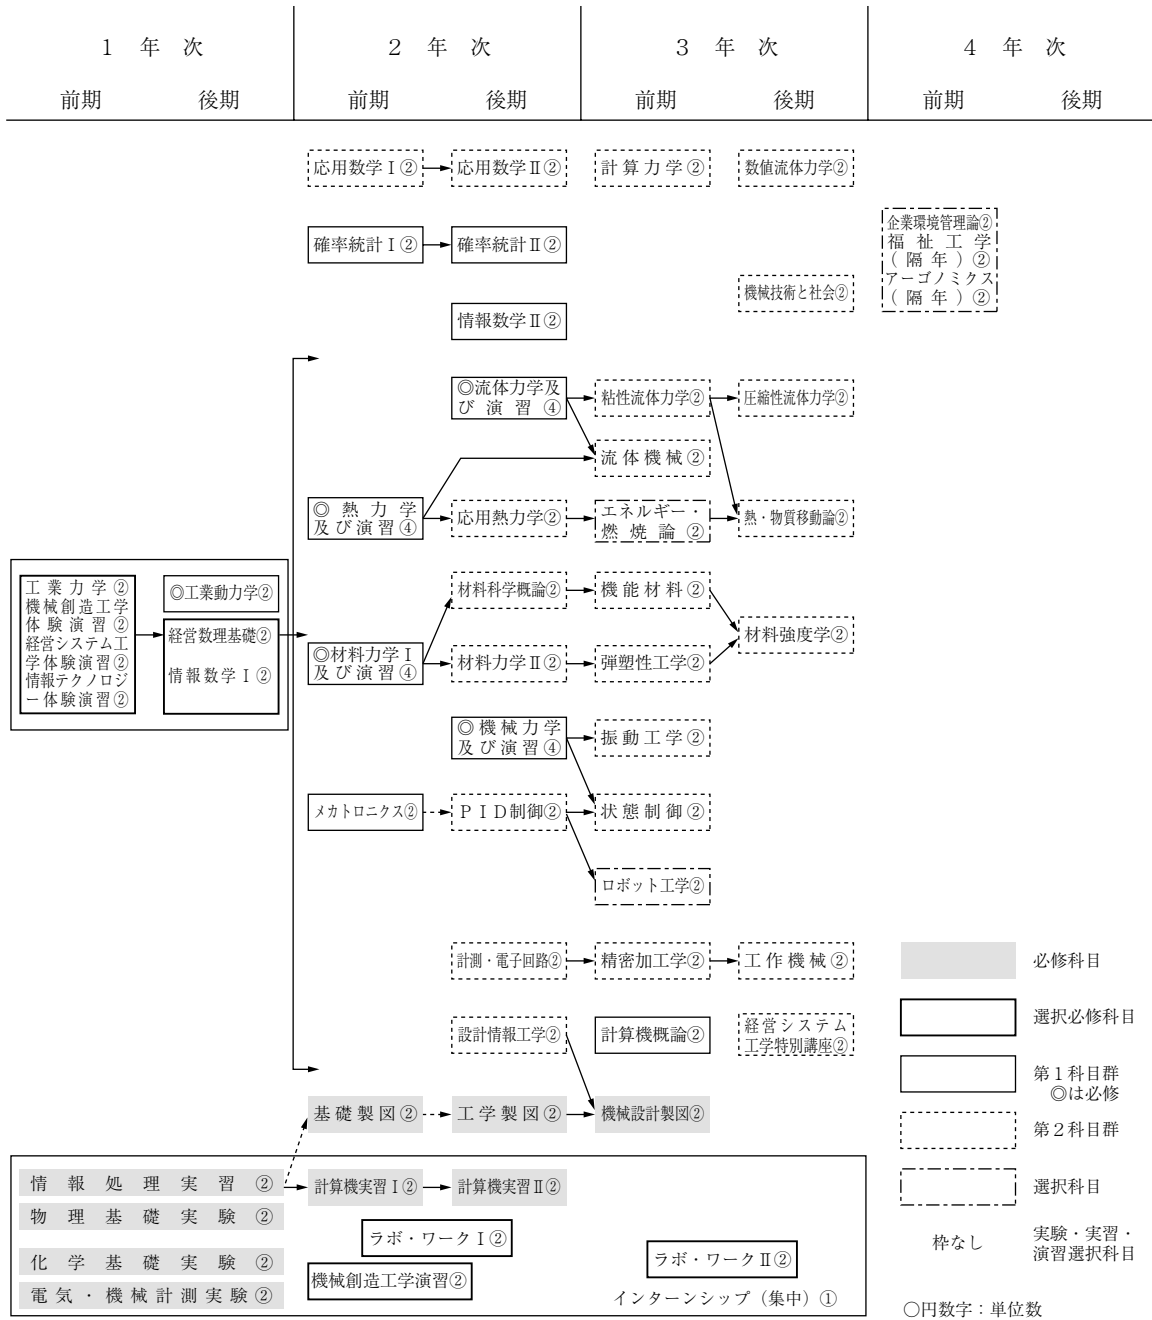 1 年 次
2 年 次
3 年 次
4 年 次
前期
後期
前期
後期
前期
後期
前期
後期
応用数学Ⅰ②
応用数学Ⅱ②
計算力学②
数値流体力学②
確率統計Ⅰ②
確率統計Ⅱ②
企業環境管理論②
福祉工学
(隔年)②
アーゴノミクス
(隔年)②
機械技術と社会②
情報数学Ⅱ②
◎流体力学及
び演習④
粘性流体力学②
圧縮性流体力学②
流体機械②
◎熱力学
及び演習④
応用熱力学②
エネルギー・
燃焼論②
熱・物質移動論②
工業力学②
機械創造工学
体験演習②
経営システム工
学体験演習②
情報テクノロジ
ー体験演習②
◎工業動力学②
経営数理基礎②
情報数学Ⅰ②
材料科学概論②
機能材料②
材料強度学②
◎材料力学Ⅰ
及び演習④
材料力学Ⅱ②
弾塑性工学②
◎機械力学
及び演習④
振動工学②
メカトロニクス②
PID制御②
状態制御②
ロボット工学②
計測・電子回路②
精密加工学②
工作機械②
設計情報工学②
計算機概論②
経営システム
工学特別講座②
基礎製図②
工学製図②
機械設計製図②
情報処理実習②
計算機実習Ⅰ②
計算機実習Ⅱ②
物理基礎実験②
ラボ・ワークⅠ②
化学基礎実験②
機械創造工学演習②
ラボ・ワークⅡ②
電気・機械計測実験②
インターンシップ(集中)①
必修科目
選択必修科目
第1科目群
◎は必修
第2科目群
選択科目
枠なし
実験・実習・
演習選択科目
○円数字:単位数